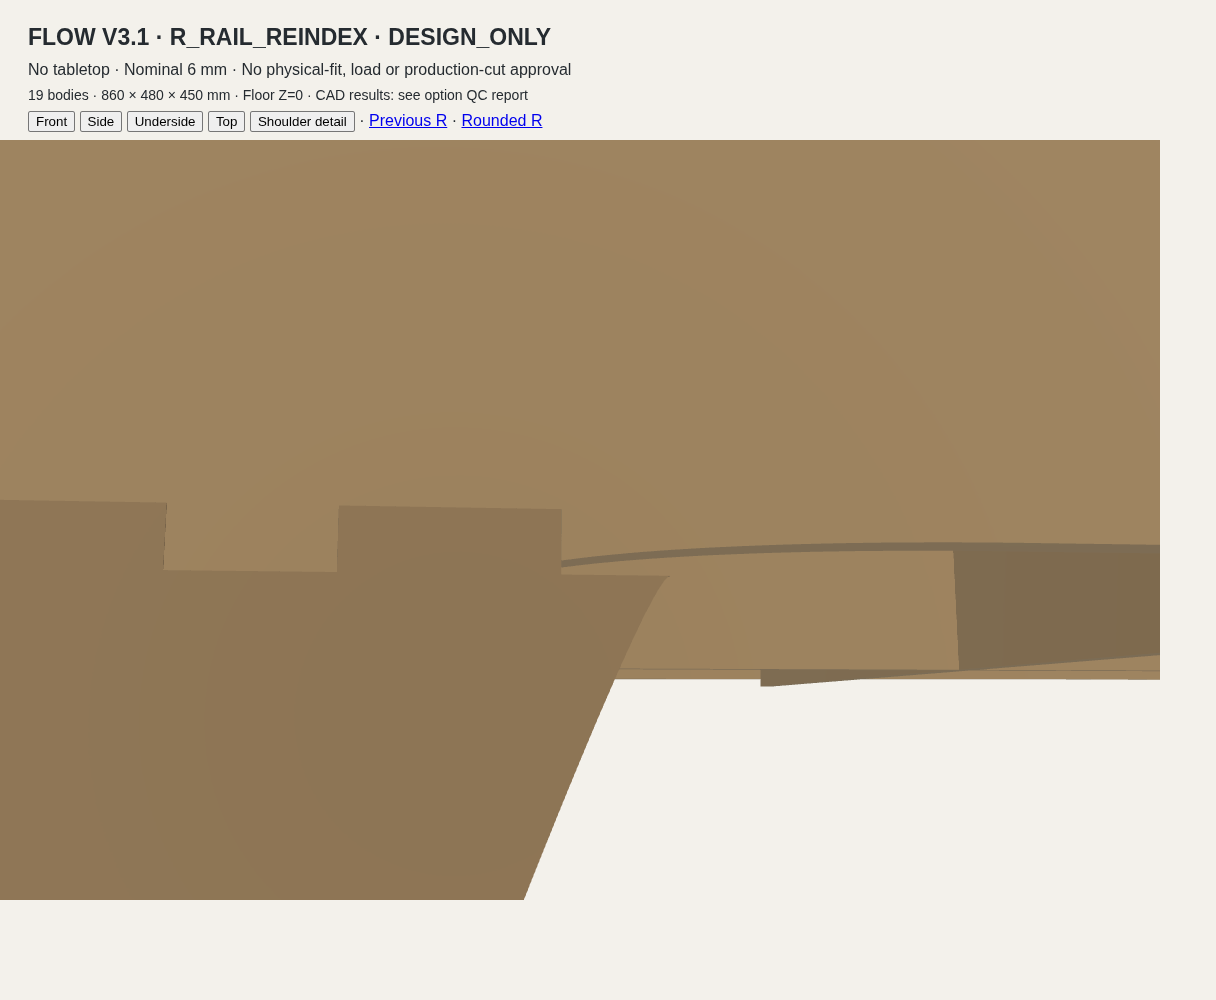 FLOW V3.1 · R_RAIL_REINDEX · DESIGN_ONLY
No tabletop · Nominal 6 mm · No physical-fit, load or production-cut approval
19 bodies · 860 × 480 × 450 mm · Floor Z=0 · CAD results: see option QC report
Front Side Underside Top Shoulder detail · Previous R · Rounded R